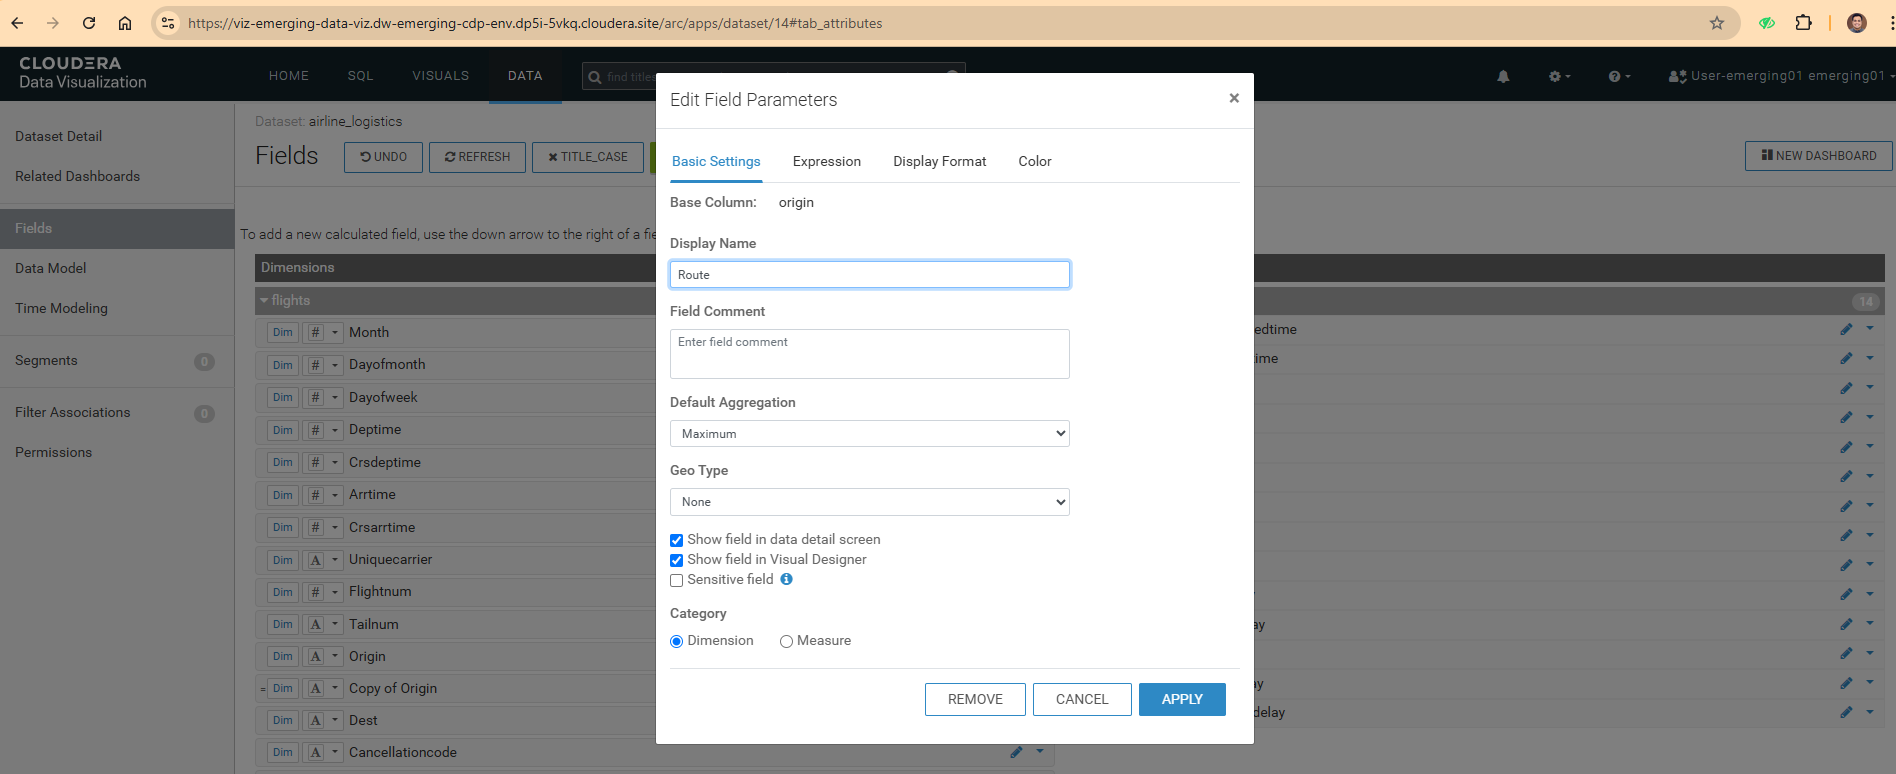 https://viz-emerging-data-viz.dw-emerging-cdp-env.dp5i-5vkq.cloudera.site/arc/apps/dataset/14#tab_attributes
CLOUDERA
Data Visualization
HOME
SQL
VISUALS
DATA
find titles
User-emerging01 emerging01
Dataset Detail
Related Dashboards
Fields
Data Model
Time Modeling
Segments
0
Filter Associations
0
Permissions
Dataset: airline_logistics
Fields
UNDO
REFRESH
TITLE_CASE
NEW DASHBOARD
To add a new calculated field, use the down arrow to the right of a fie
Dimensions
flights
14
Dim # Month
Dim # Dayofmonth
Dim # Dayofweek
Dim # Deptime
Dim # Crsdeptime
Dim # Arrtime
Dim # Crsarrtime
Dim A Uniquecarrier
Dim # Flightnum
Dim A Tailnum
Dim A Origin
= Dim A Copy of Origin
Dim A Dest
Dim A Cancellationcode
edtime
ime
ay
ay
delay
Edit Field Parameters
×
Basic Settings
Expression
Display Format
Color
Base Column: origin
Display Name
Route
Field Comment
Enter field comment
Default Aggregation
Maximum
Geo Type
None
Show field in data detail screen
Show field in Visual Designer
Sensitive field
Category
Dimension
Measure
REMOVE
CANCEL
APPLY